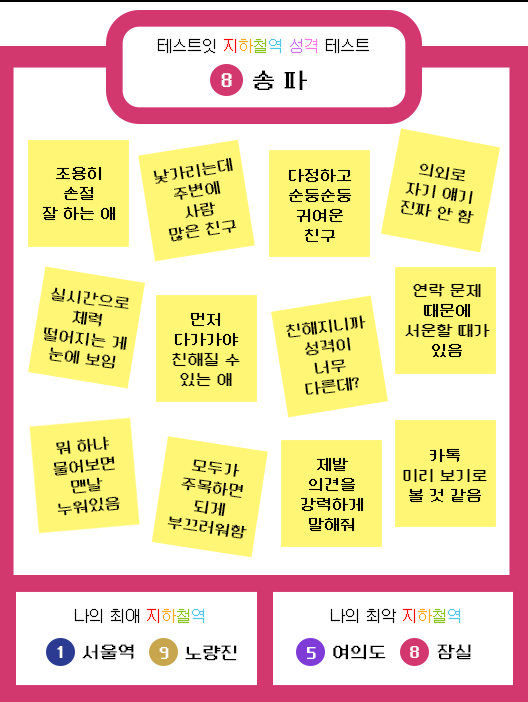 테스트잇 지하철역 성격 테스트
8 송파
조용히
손절
잘 하는 애
낯가리는데
주변에
사람
많은 친구
다정하고
순둥순둥
귀여운
친구
의외로
자기 얘기
진짜 안 함
실시간으로
체력
떨어지는 게
눈에 보임
먼저
다가가야
친해질 수
있는 애
친해지니까
성격이
너무
다른데?
연락 문제
때문에
서운할 때가
있음
뭐 하냐
물어보면
맨날
누워있음
모두가
주목하면
되게
부끄러워함
제발
의견을
강력하게
말해줘
카톡
미리 보기로
볼 것 같음
나의 최애 지하철역
1 서울역 9 노량진
나의 최악 지하철역
5 여의도 8 잠실